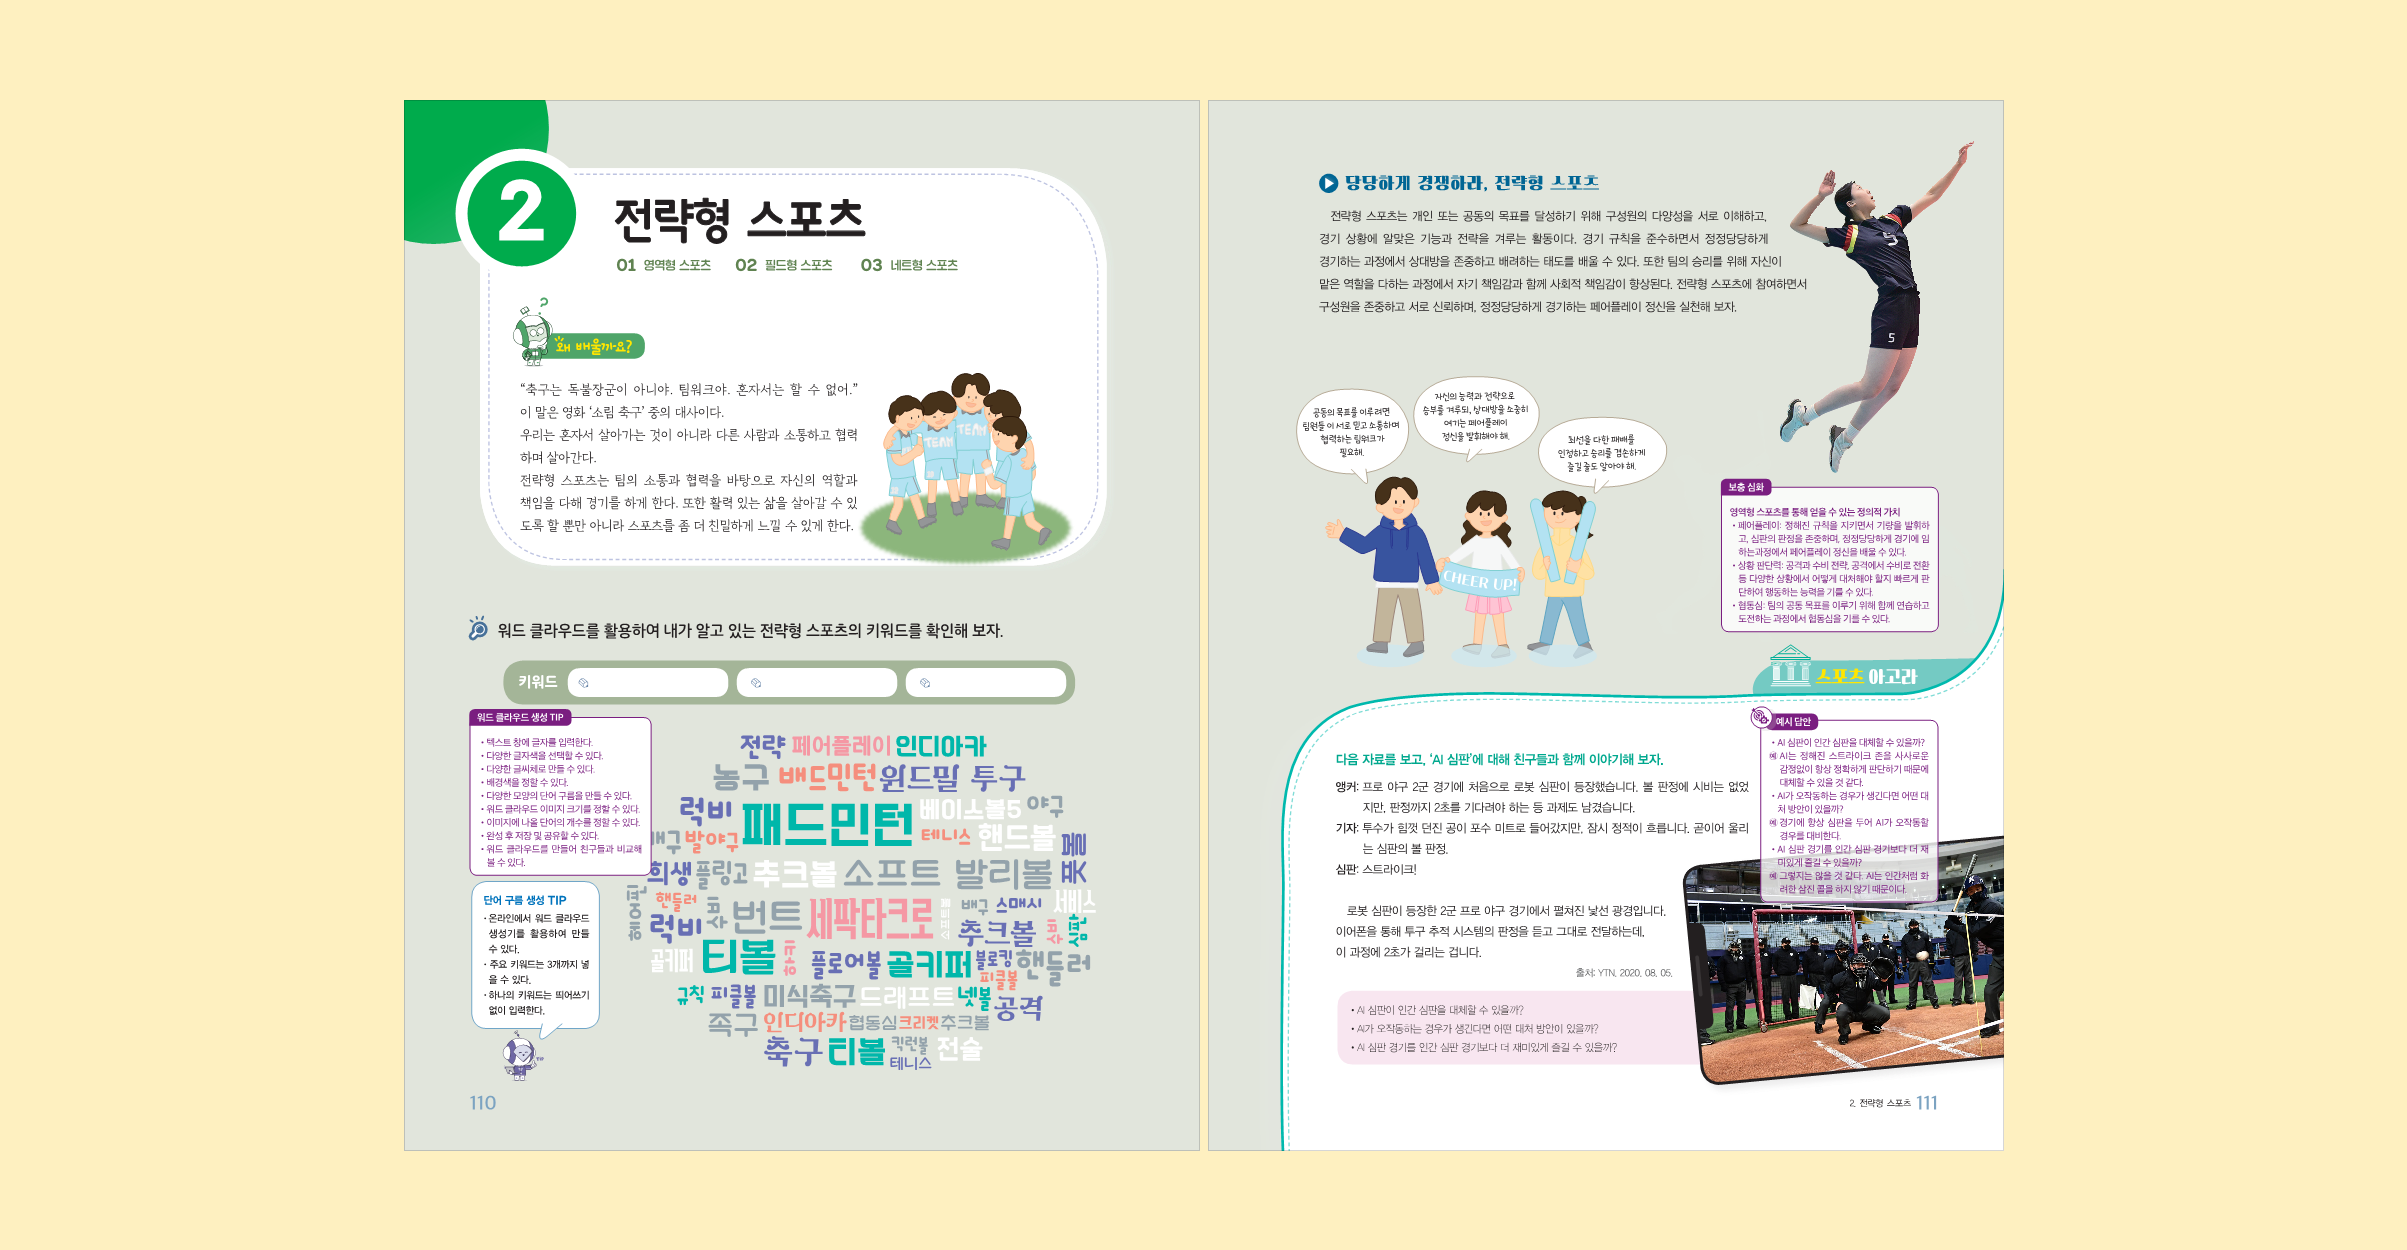 2
전략형 스포츠
01 영역형 스포츠 02 필드형 스포츠 03 네트형 스포츠
왜 배울까요?
“축구는 독불장군이 아니야. 팀워크야. 혼자서는 할 수 없어.”
이 말은 영화 ‘소림 축구’ 중의 대사이다.
우리는 혼자서 살아가는 것이 아니라 다른 사람과 소통하고 협력
하며 살아간다.
전략형 스포츠는 팀의 소통과 협력을 바탕으로 자신의 역할과
책임을 다해 경기를 하게 한다. 또한 활력 있는 삶을 살아갈 수 있
도록 할 뿐만 아니라 스포츠를 좀 더 친밀하게 느낄 수 있게 한다.
TEAM
TEAM
워드 클라우드를 활용하여 내가 알고 있는 전략형 스포츠의 키워드를 확인해 보자.
키워드
워드 클라우드 생성 TIP
• 텍스트 창에 글자를 입력한다.
• 다양한 글자색을 선택할 수 있다.
• 다양한 글씨체로 만들 수 있다.
• 배경색을 정할 수 있다.
• 다양한 모양의 단어 구름을 만들 수 있다.
• 워드 클라우드 이미지 크기를 정할 수 있다.
• 이미지에 나올 단어의 개수를 정할 수 있다.
• 완성 후 저장 및 공유할 수 있다.
• 워드 클라우드를 만들어 친구들과 비교해
볼 수 있다.
단어 구름 생성 TIP
· 온라인에서 워드 클라우드
생성기를 활용하여 만들
수 있다.
· 주요 키워드는 3개까지 넣
을 수 있다.
· 하나의 키워드는 띄어쓰기
없이 입력한다.
TIP
전략 페어플레이 인디아카
농구 배드민턴 윈드밀 투구
럭비 패드민턴 베이스볼5 야구
배구 발야구 테니스 핸드볼
희생 플링고 추크볼 소프트 발리볼 풋볼
핸들러 번트 세팍타크로 배구 스매시 서비스
럭비 추크볼
골키퍼 티볼 플로어볼 골키퍼 블로킹 핸들러
피클볼
규칙 피클볼 미식축구 드래프트 넷볼 공격
족구 인디아카 협동심 크리켓 추크볼
축구 티볼 킥런볼 전술
테니스
110
당당하게 경쟁하라, 전략형 스포츠
전략형 스포츠는 개인 또는 공동의 목표를 달성하기 위해 구성원의 다양성을 서로 이해하고,
경기 상황에 알맞은 기능과 전략을 겨루는 활동이다. 경기 규칙을 준수하면서 정정당당하게
경기하는 과정에서 상대방을 존중하고 배려하는 태도를 배울 수 있다. 또한 팀의 승리를 위해 자신이
맡은 역할을 다하는 과정에서 자기 책임감과 함께 사회적 책임감이 향상된다. 전략형 스포츠에 참여하면서
구성원을 존중하고 서로 신뢰하며, 정정당당하게 경기하는 페어플레이 정신을 실천해 보자.
5
5
공동의 목표를 이루려면
팀원들이 서로 믿고 소통하며
협력하는 팀워크가
필요해.
자신의 능력과 전략으로
승부를 겨루되, 상대방을 소중히
여기는 페어플레이
정신을 발휘해야 해.
최선을 다한 패배를
인정하고 승리를 겸손하게
즐길 줄도 알아야 해.
CHEER UP!
보충 심화
영역형 스포츠를 통해 얻을 수 있는 정의적 가치
• 페어플레이: 정해진 규칙을 지키면서 기량을 발휘하
고, 심판의 판정을 존중하며, 정정당당하게 경기에 임
하는과정에서 페어플레이 정신을 배울 수 있다.
• 상황 판단력: 공격과 수비 전략, 공격에서 수비로 전환
등 다양한 상황에서 어떻게 대처해야 할지 빠르게 판
단하여 행동하는 능력을 기를 수 있다.
• 협동심: 팀의 공동 목표를 이루기 위해 함께 연습하고
도전하는 과정에서 협동심을 기를 수 있다.
스포츠 아고라
다음 자료를 보고, ‘AI 심판’에 대해 친구들과 함께 이야기해 보자.
앵커: 프로 야구 2군 경기에 처음으로 로봇 심판이 등장했습니다. 볼 판정에 시비는 없었
지만, 판정까지 2초를 기다려야 하는 등 과제도 남겼습니다.
기자: 투수가 힘껏 던진 공이 포수 미트로 들어갔지만, 잠시 정적이 흐릅니다. 곧이어 울리
는 심판의 볼 판정.
심판: 스트라이크!
로봇 심판이 등장한 2군 프로 야구 경기에서 펼쳐진 낯선 광경입니다.
이어폰을 통해 투구 추적 시스템의 판정을 듣고 그대로 전달하는데,
이 과정에 2초가 걸리는 겁니다.
출처: YTN, 2020. 08. 05.
• AI 심판이 인간 심판을 대체할 수 있을까?
• AI가 오작동하는 경우가 생긴다면 어떤 대처 방안이 있을까?
• AI 심판 경기를 인간 심판 경기보다 더 재미있게 즐길 수 있을까?
예시 답안
• AI 심판이 인간 심판을 대체할 수 있을까?
예 AI는 정해진 스트라이크 존을 사사로운
감정없이 항상 정확하게 판단하기 때문에
대체할 수 있을 것 같다.
• AI가 오작동하는 경우가 생긴다면 어떤 대
처 방안이 있을까?
예 경기에 항상 심판을 두어 AI가 오작동할
경우를 대비한다.
• AI 심판 경기를 인간 심판 경기보다 더 재
미있게 즐길 수 있을까?
예 그렇지는 않을 것 같다. AI는 인간처럼 화
려한 삼진 콜을 하지 않기 때문이다.
2. 전략형 스포츠 111